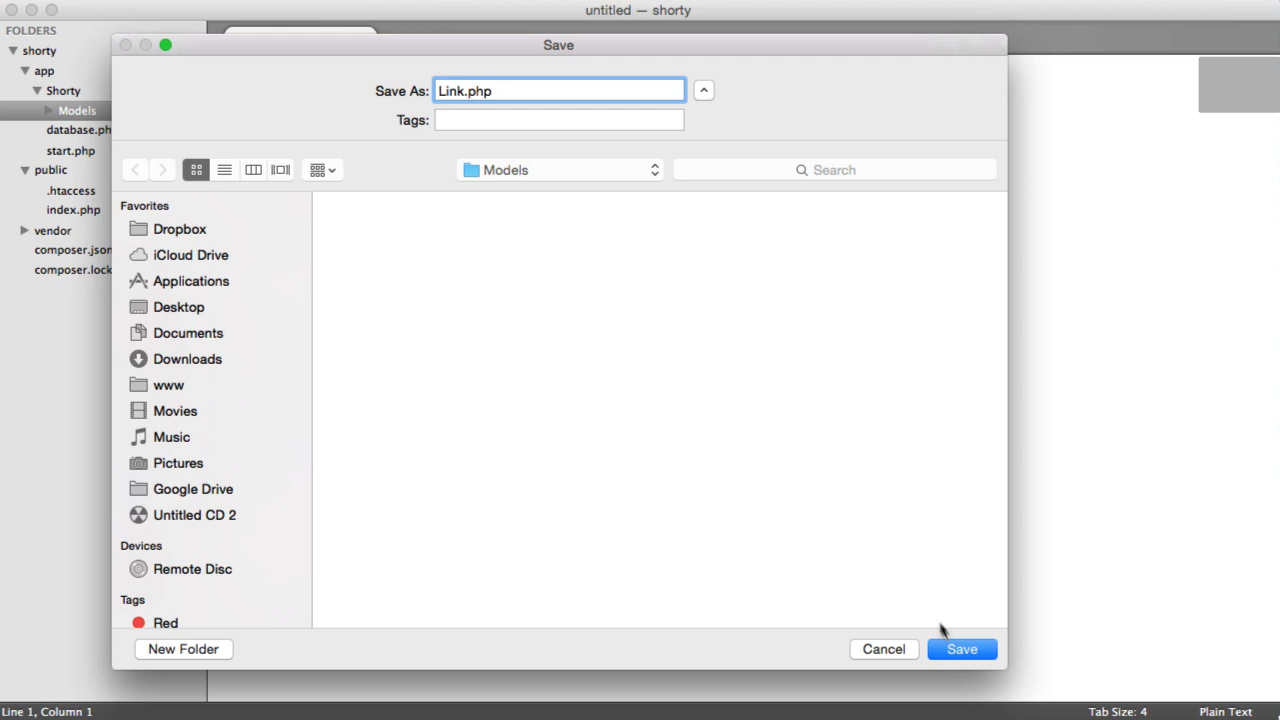 untitled — shorty
FOLDERS
shorty
app
Shorty
Models
database.ph
start.php
public
.htaccess
index.php
vendor
composer.json
composer.lock
Save
Save As: Link.php
Tags:
Models
Search
Favorites
Dropbox
iCloud Drive
Applications
Desktop
Documents
Downloads
www
Movies
Music
Pictures
Google Drive
Untitled CD 2
Devices
Remote Disc
Tags
Red
New Folder
Cancel
Save
Line 1, Column 1
Tab Size: 4
Plain Text